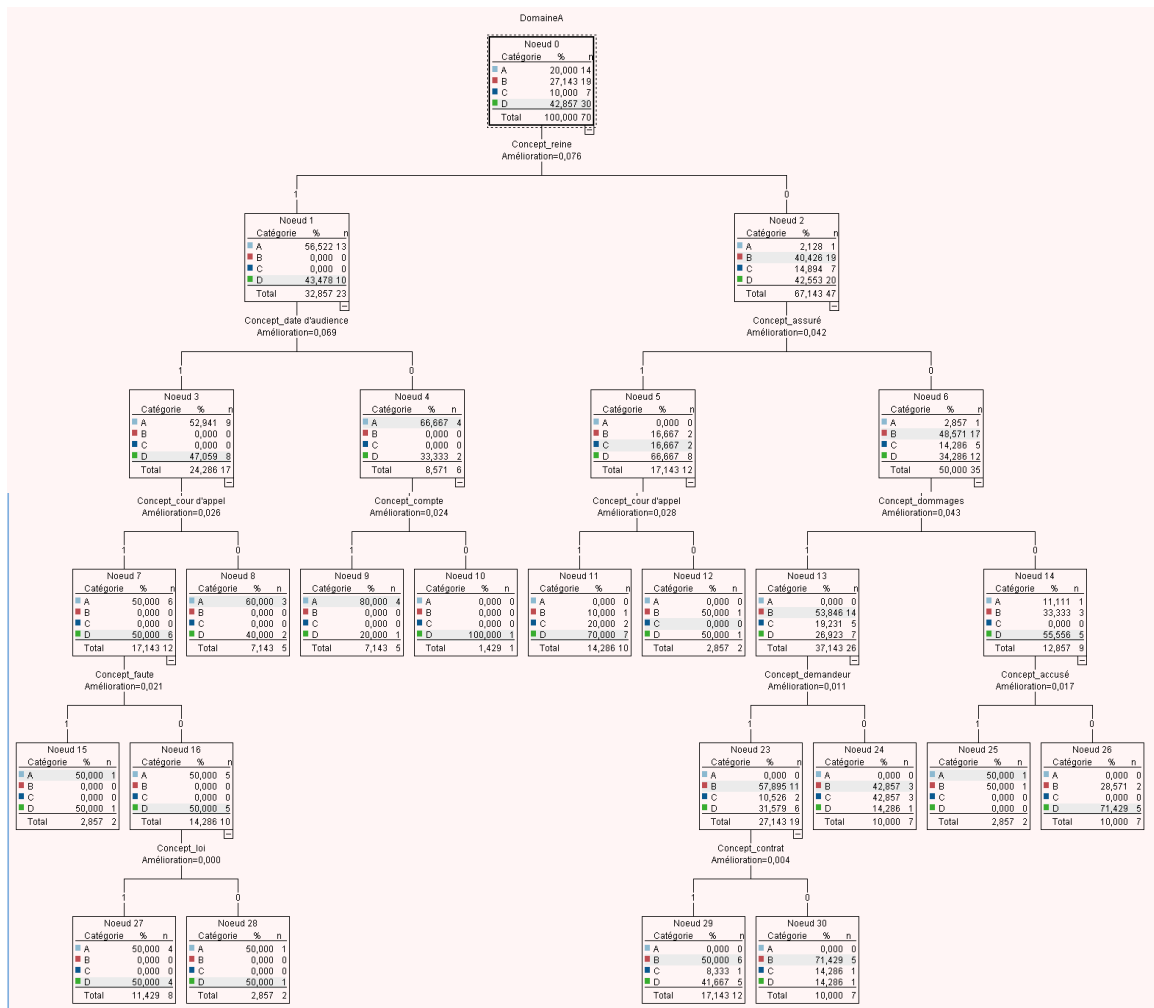 DomaineA
Noeud 0
Catégorie % n
A 20,000 14
B 27,143 19
C 10,000 7
D 42,857 30
Total 100,000 70
Concept_reine
Amélioration=0,076
1
0
Noeud 1
Catégorie % n
A 56,522 13
B 0,000 0
C 0,000 0
D 43,478 10
Total 32,857 23
Noeud 2
Catégorie % n
A 2,128 1
B 40,426 19
C 14,894 7
D 42,553 20
Total 67,143 47
Concept_date d'audience
Amélioration=0,069
Concept_assuré
Amélioration=0,042
1
0
1
0
Noeud 3
Catégorie % n
A 52,941 9
B 0,000 0
C 0,000 0
D 47,059 8
Total 24,286 17
Noeud 4
Catégorie % n
A 66,667 4
B 0,000 0
C 0,000 0
D 33,333 2
Total 8,571 6
Noeud 5
Catégorie % n
A 0,000 0
B 16,667 2
C 16,667 2
D 66,667 8
Total 17,143 12
Noeud 6
Catégorie % n
A 2,857 1
B 48,571 17
C 14,286 5
D 34,286 12
Total 50,000 35
Concept_cour d'appel
Amélioration=0,026
Concept_compte
Amélioration=0,024
Concept_cour d'appel
Amélioration=0,028
Concept_dommages
Amélioration=0,043
1
0
1
0
1
0
1
0
Noeud 7
Catégorie % n
A 50,000 6
B 0,000 0
C 0,000 0
D 50,000 6
Total 17,143 12
Noeud 8
Catégorie % n
A 60,000 3
B 0,000 0
C 0,000 0
D 40,000 2
Total 7,143 5
Noeud 9
Catégorie % n
A 80,000 4
B 0,000 0
C 0,000 0
D 20,000 1
Total 7,143 5
Noeud 10
Catégorie % n
A 0,000 0
B 0,000 0
C 0,000 0
D 100,000 1
Total 1,429 1
Noeud 11
Catégorie % n
A 0,000 0
B 10,000 1
C 20,000 2
D 70,000 7
Total 14,286 10
Noeud 12
Catégorie % n
A 0,000 0
B 50,000 1
C 0,000 0
D 50,000 1
Total 2,857 2
Noeud 13
Catégorie % n
A 0,000 0
B 53,846 14
C 19,231 5
D 26,923 7
Total 37,143 26
Noeud 14
Catégorie % n
A 11,111 1
B 33,333 3
C 0,000 0
D 55,556 5
Total 12,857 9
Concept_faute
Amélioration=0,021
Concept_demandeur
Amélioration=0,011
Concept_accusé
Amélioration=0,017
1
0
1
0
1
0
Noeud 15
Catégorie % n
A 50,000 1
B 0,000 0
C 0,000 0
D 50,000 1
Total 2,857 2
Noeud 16
Catégorie % n
A 50,000 5
B 0,000 0
C 0,000 0
D 50,000 5
Total 14,286 10
Noeud 23
Catégorie % n
A 0,000 0
B 57,895 11
C 10,526 2
D 31,579 6
Total 27,143 19
Noeud 24
Catégorie % n
A 0,000 0
B 42,857 3
C 42,857 3
D 14,286 1
Total 10,000 7
Noeud 25
Catégorie % n
A 50,000 1
B 50,000 1
C 0,000 0
D 0,000 0
Total 2,857 2
Noeud 26
Catégorie % n
A 0,000 0
B 28,571 2
C 0,000 0
D 71,429 5
Total 10,000 7
Concept_loi
Amélioration=0,000
Concept_contrat
Amélioration=0,004
1
0
1
0
Noeud 27
Catégorie % n
A 50,000 4
B 0,000 0
C 0,000 0
D 50,000 4
Total 11,429 8
Noeud 28
Catégorie % n
A 50,000 1
B 0,000 0
C 0,000 0
D 50,000 1
Total 2,857 2
Noeud 29
Catégorie % n
A 0,000 0
B 50,000 6
C 8,333 1
D 41,667 5
Total 17,143 12
Noeud 30
Catégorie % n
A 0,000 0
B 71,429 5
C 14,286 1
D 14,286 1
Total 10,000 7